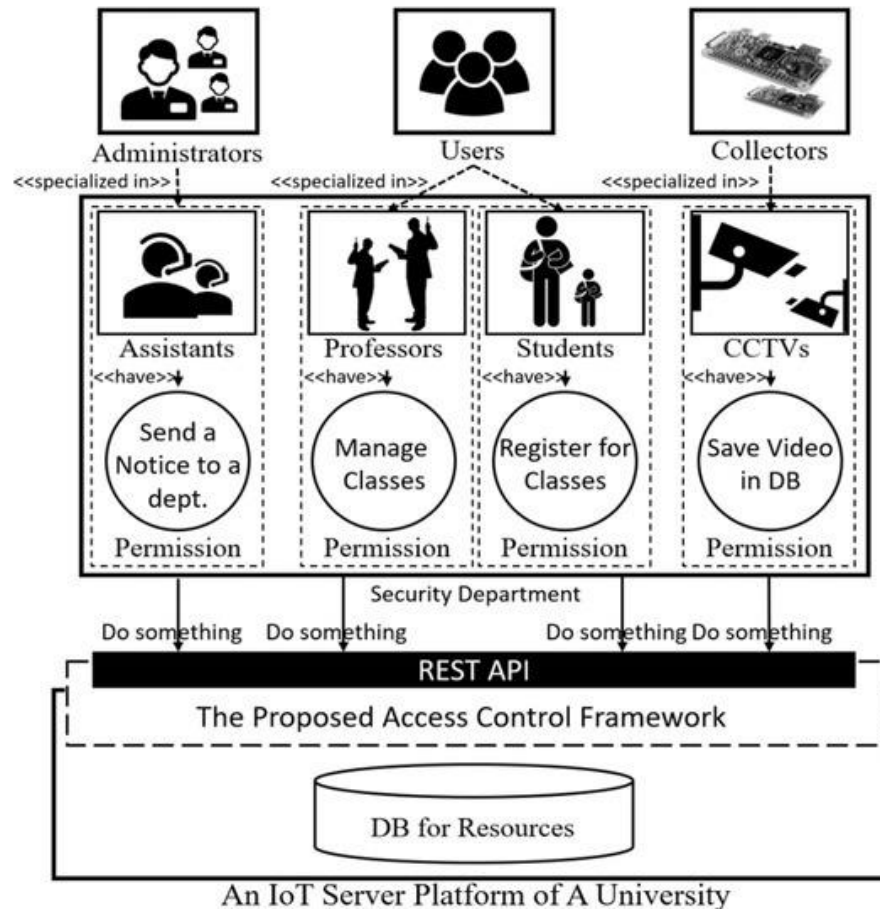 Administrators
Users
Collectors
<<specialized in>>
<<specialized in>>
<<specialized in>>
Assistants
Professors
Students
CCTVs
<<have>>
<<have>>
<<have>>
<<have>>
Send a
Notice to a
dept.
Manage
Classes
Register for
Classes
Save Video
in DB
Permission
Permission
Permission
Permission
Security Department
Do something
Do something
Do something
Do something
REST API
The Proposed Access Control Framework
DB for Resources
An IoT Server Platform of A University